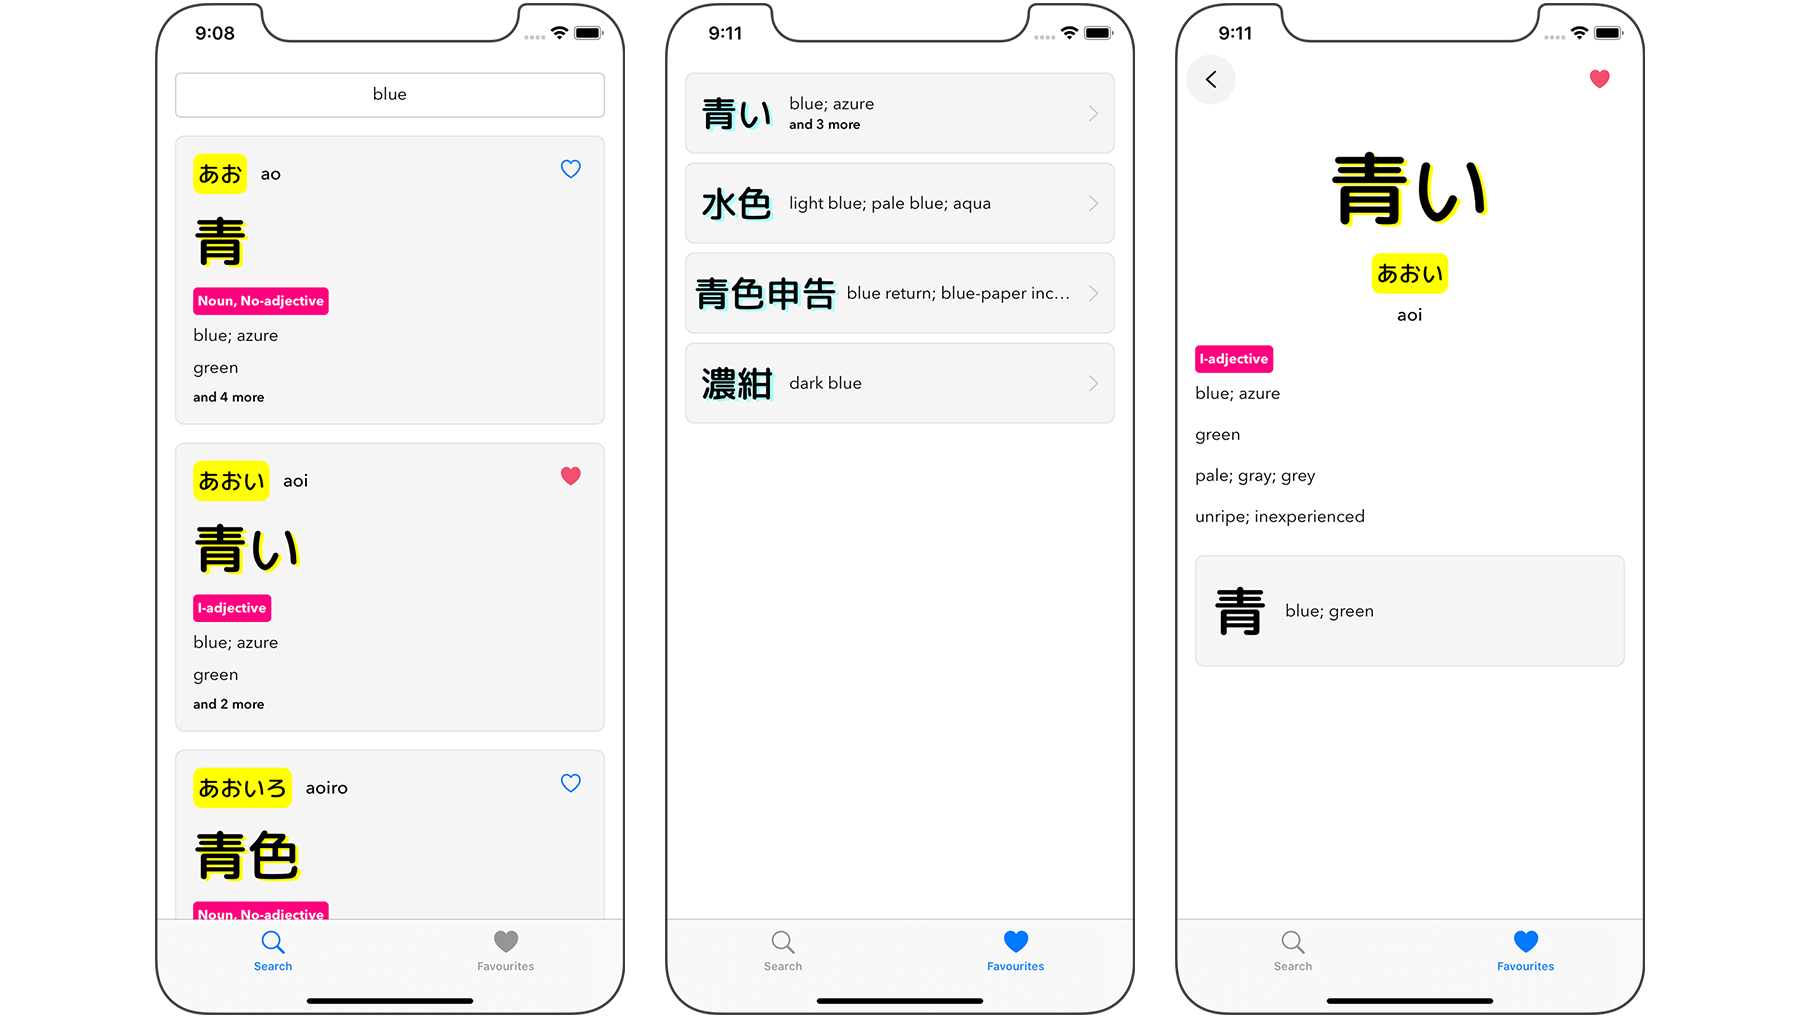 9:08
blue
あお ao
青
Noun, No-adjective
blue; azure
green
and 4 more
あおい aoi
青い
I-adjective
blue; azure
green
and 2 more
あおいろ aoiro
青色
Noun, No-adjective
Search Favourites
9:11
青い blue; azure
and 3 more
水色 light blue; pale blue; aqua
青色申告 blue return; blue-paper inc...
濃紺 dark blue
Search Favourites
9:11
青い
あおい
aoi
I-adjective
blue; azure
green
pale; gray; grey
unripe; inexperienced
青 blue; green
Search Favourites